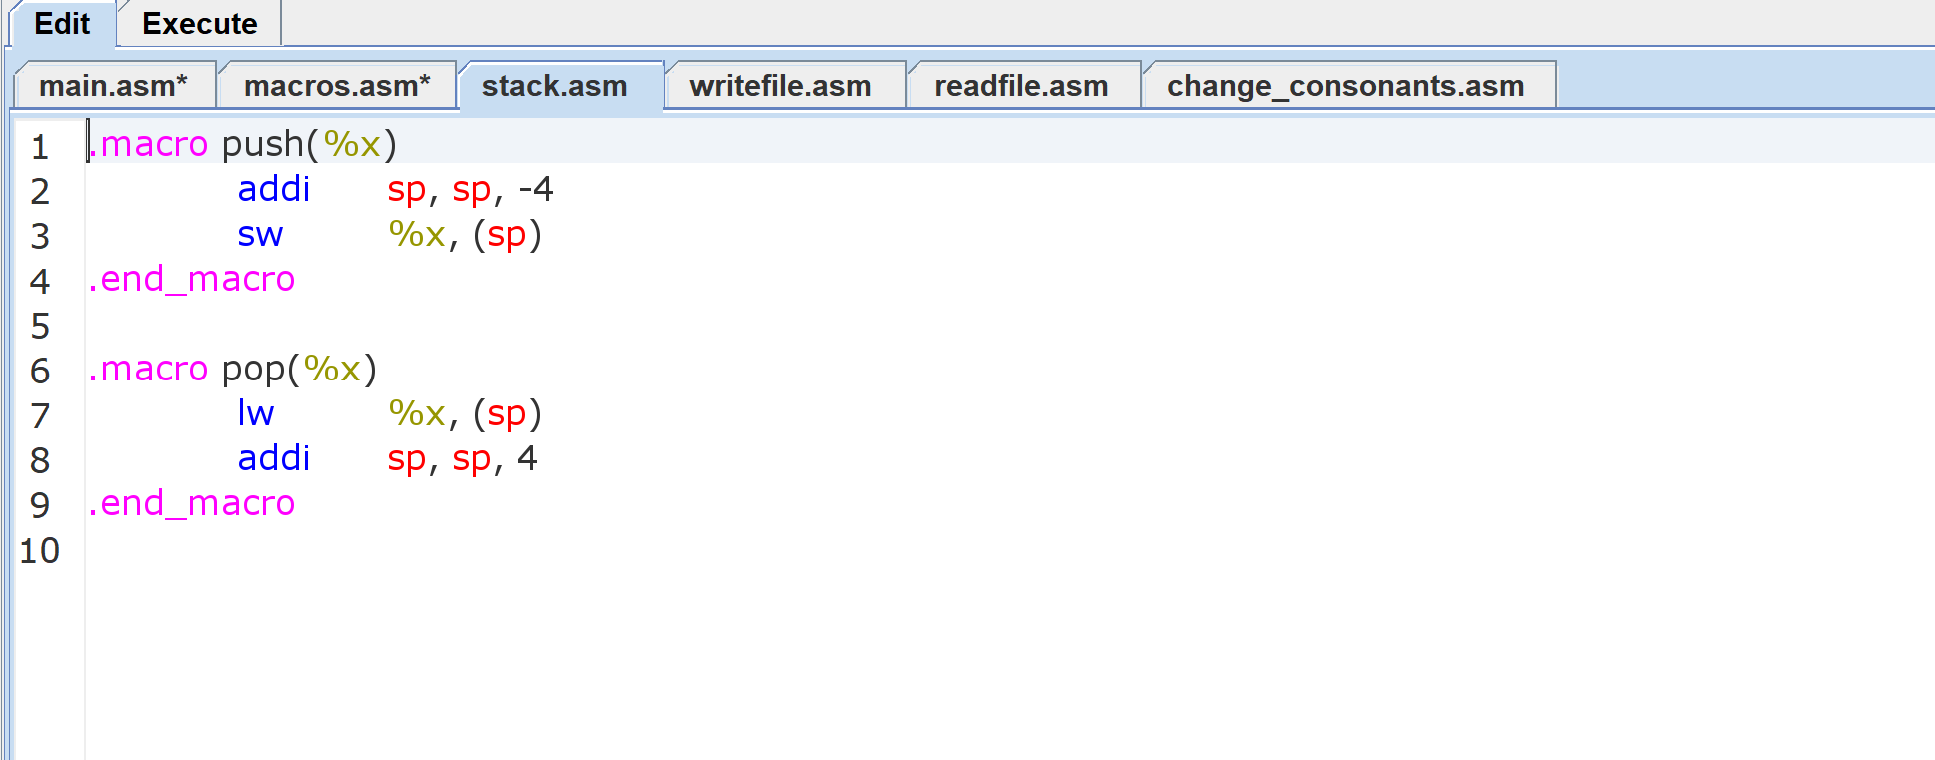 Edit Execute
main.asm* macros.asm* stack.asm writefile.asm readfile.asm change_consonants.asm
1 .macro push(%x)
2 addi sp, sp, -4
3 sw %x, (sp)
4 .end_macro
5
6 .macro pop(%x)
7 lw %x, (sp)
8 addi sp, sp, 4
9 .end_macro
10